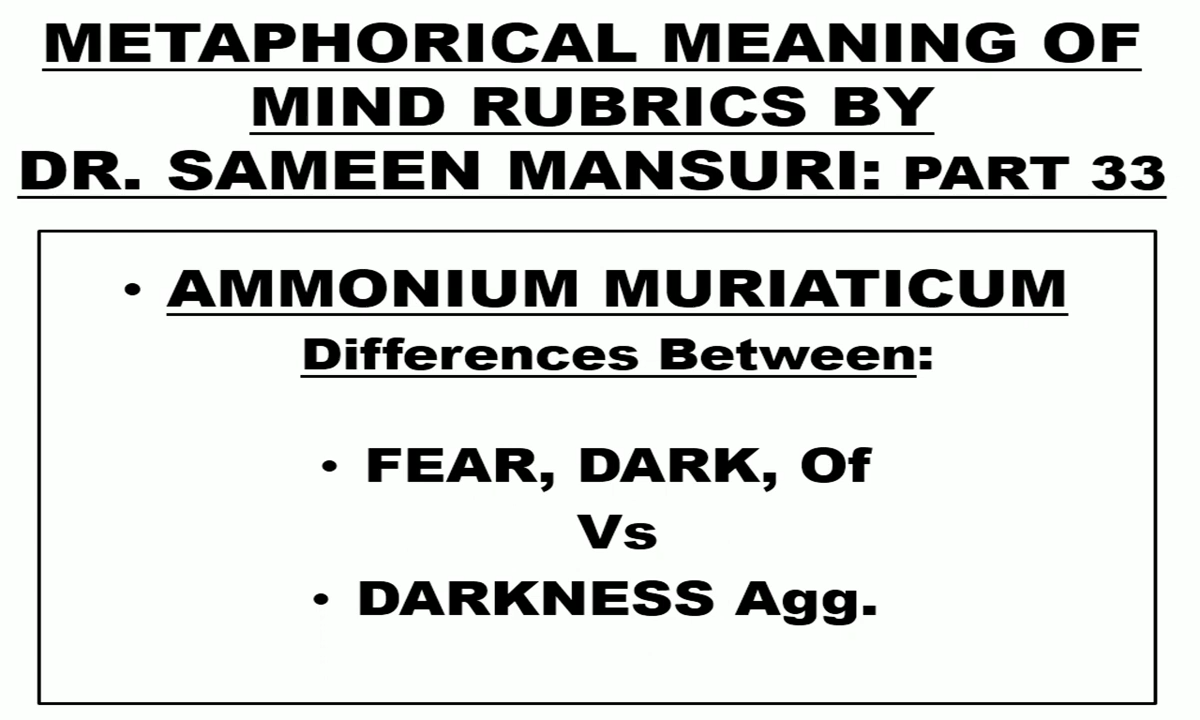 METAPHORICAL MEANING OF
MIND RUBRICS BY
DR. SAMEEN MANSURI: PART 33
• AMMONIUM MURIATICUM
Differences Between:
• FEAR, DARK, Of
Vs
• DARKNESS Agg.